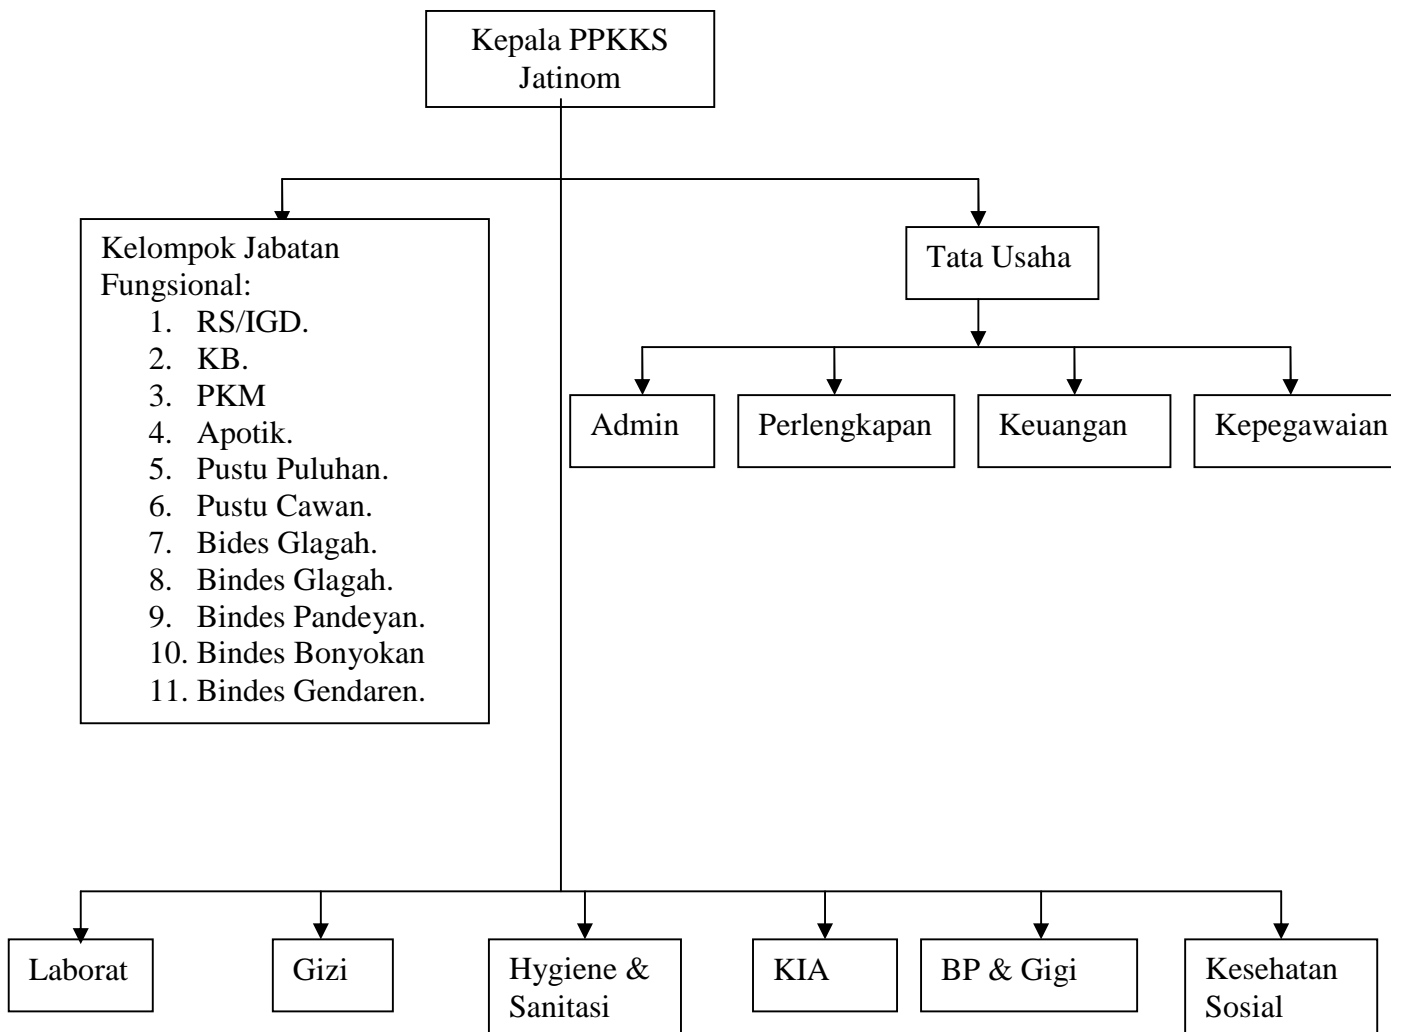 Kepala PPKKS
Jatinom
Kelompok Jabatan
Fungsional:
1. RS/IGD.
2. KB.
3. PKM
4. Apotik.
5. Pustu Puluhan.
6. Pustu Cawan.
7. Bides Glagah.
8. Bindes Glagah.
9. Bindes Pandeyan.
10. Bindes Bonyokan
11. Bindes Gendaren.
Tata Usaha
Admin
Perlengkapan
Keuangan
Kepegawaian
Laborat
Gizi
Hygiene &
Sanitasi
KIA
BP & Gigi
Kesehatan
Sosial